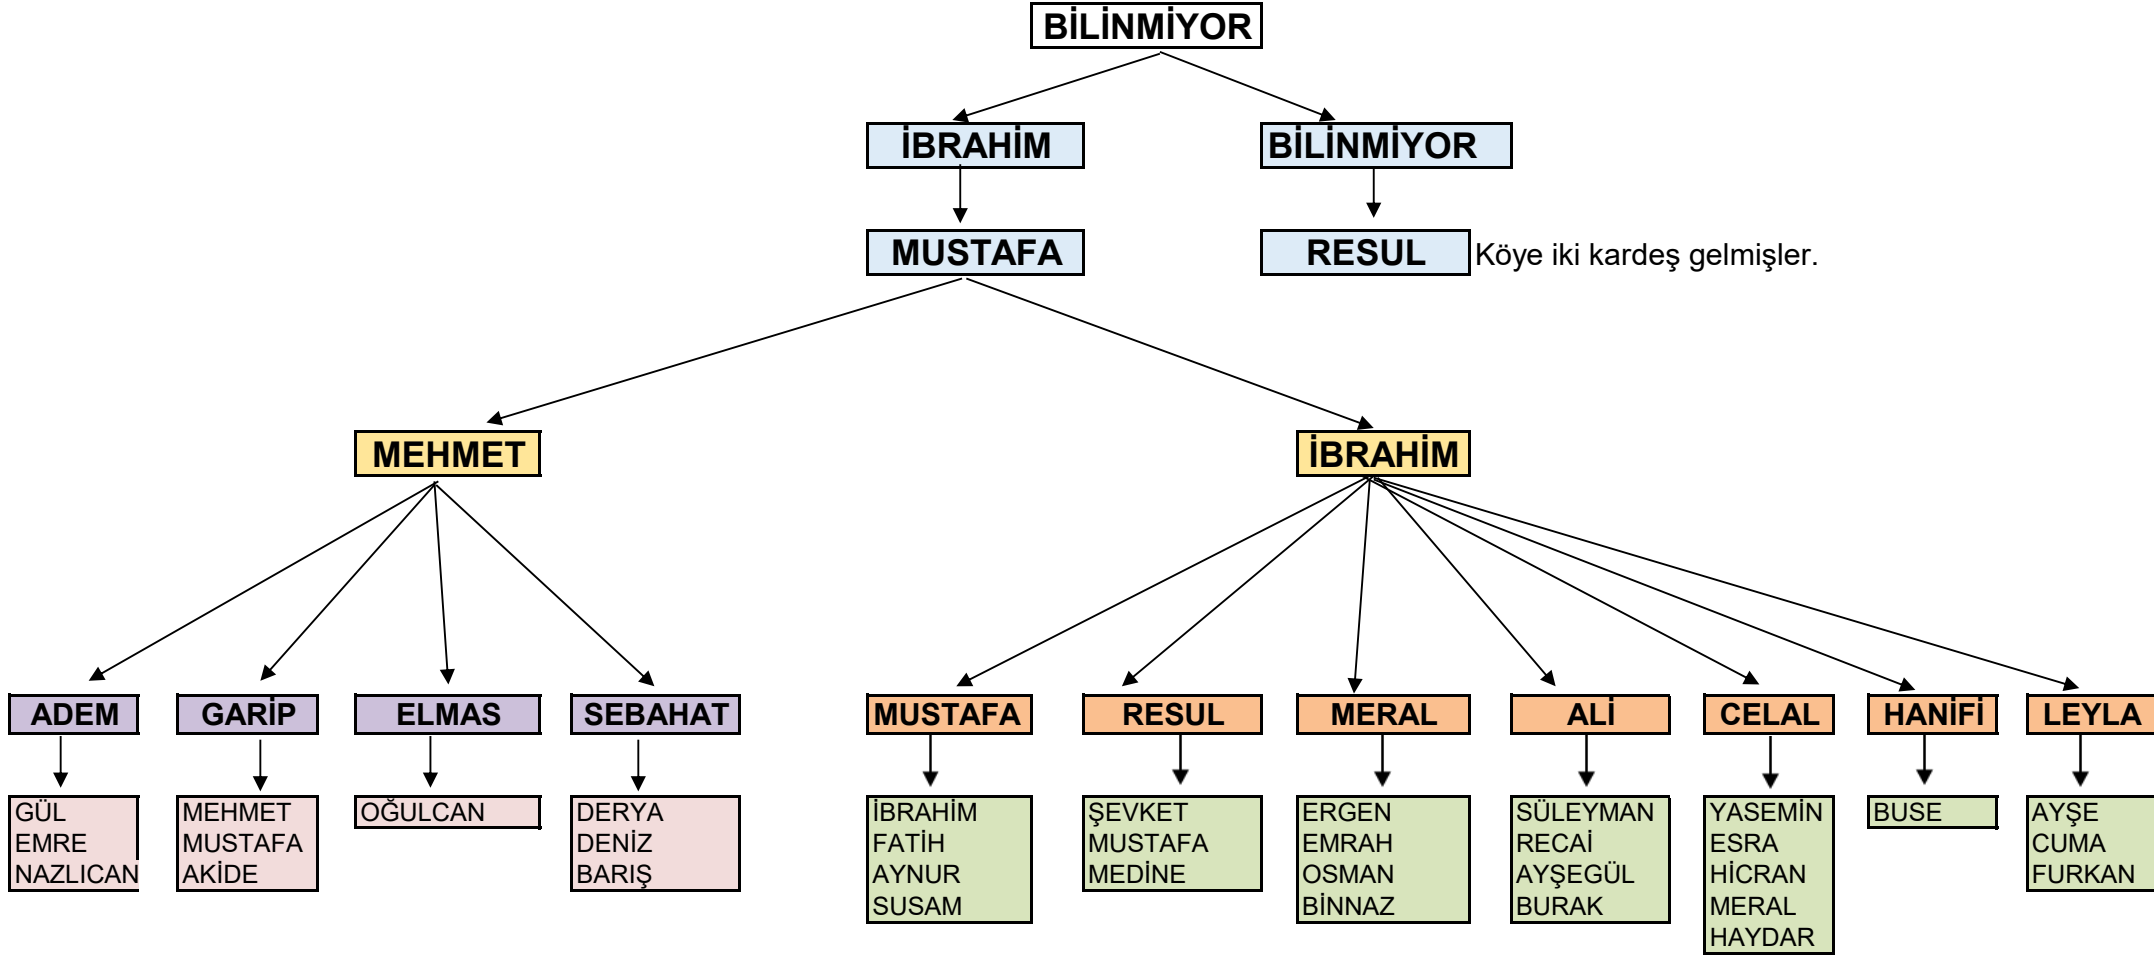 BİLİNMİYOR
İBRAHİM
BİLİNMİYOR
MUSTAFA
RESUL
Köye iki kardeş gelmişler.
MEHMET
İBRAHİM
ADEM
GARİP
ELMAS
SEBAHAT
MUSTAFA
RESUL
MERAL
ALİ
CELAL
HANİFİ
LEYLA
GÜL
EMRE
NAZLICAN
MEHMET
MUSTAFA
AKİDE
OĞULCAN
DERYA
DENİZ
BARIŞ
İBRAHİM
FATİH
AYNUR
SUSAM
ŞEVKET
MUSTAFA
MEDİNE
ERGEN
EMRAH
OSMAN
BİNNAZ
SÜLEYMAN
RECAİ
AYŞEGÜL
BURAK
YASEMİN
ESRA
HİCRAN
MERAL
HAYDAR
BUSE
AYŞE
CUMA
FURKAN